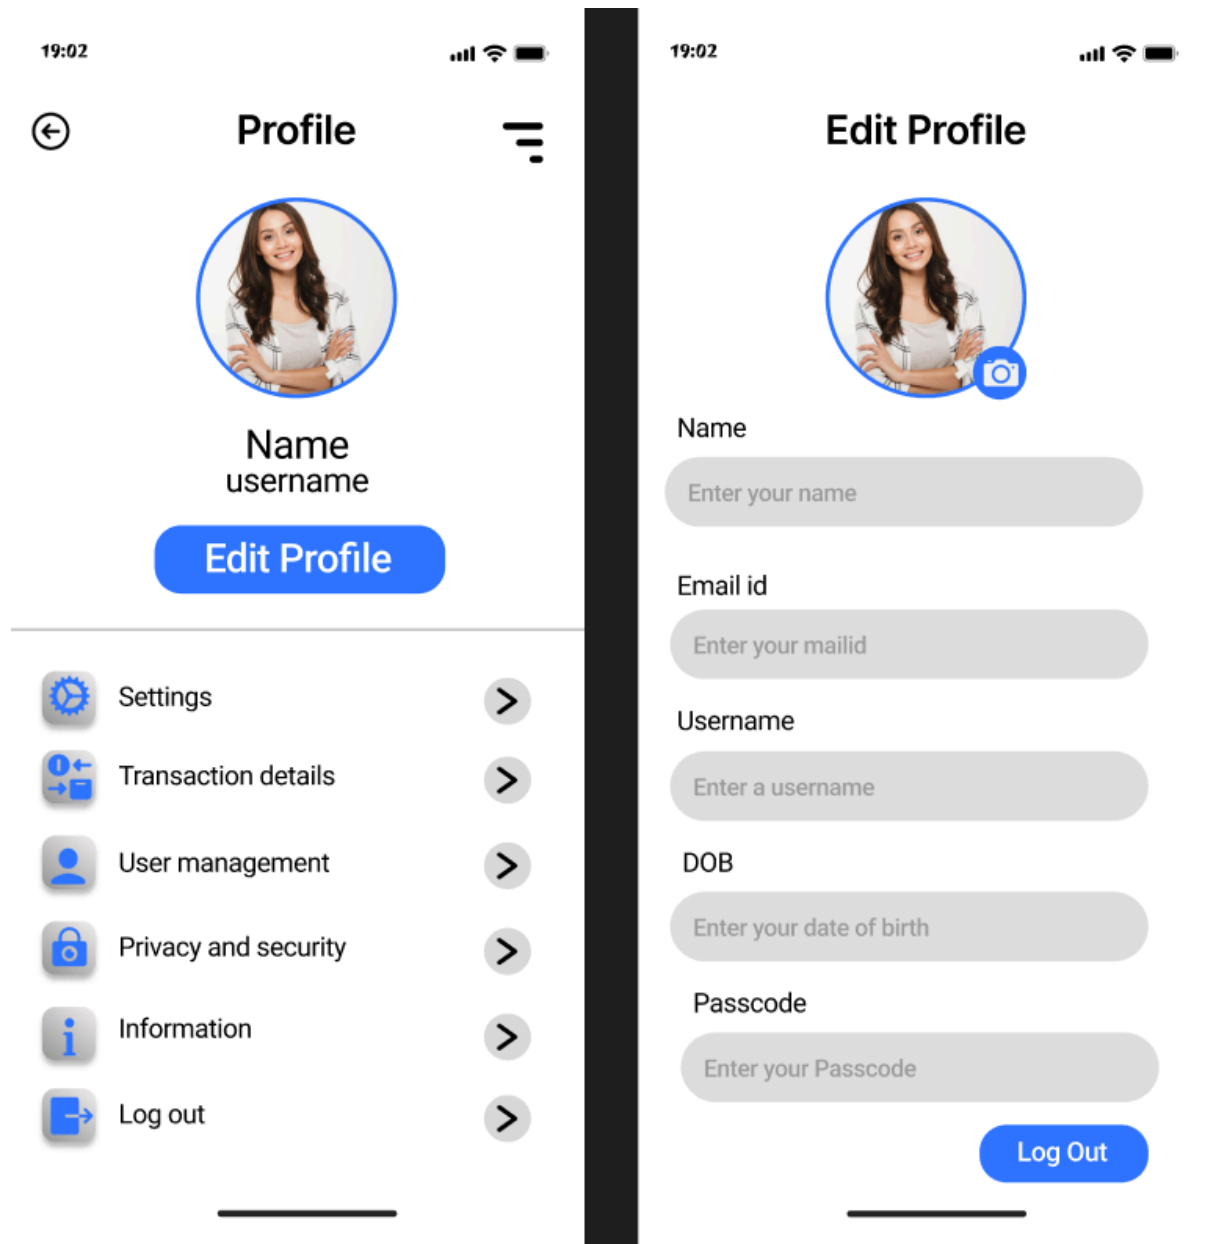 19:02
Profile
Name
username
Edit Profile
Settings
Transaction details
User management
Privacy and security
Information
Log out
19:02
Edit Profile
Name
Enter your name
Email id
Enter your mailid
Username
Enter a username
DOB
Enter your date of birth
Passcode
Enter your Passcode
Log Out